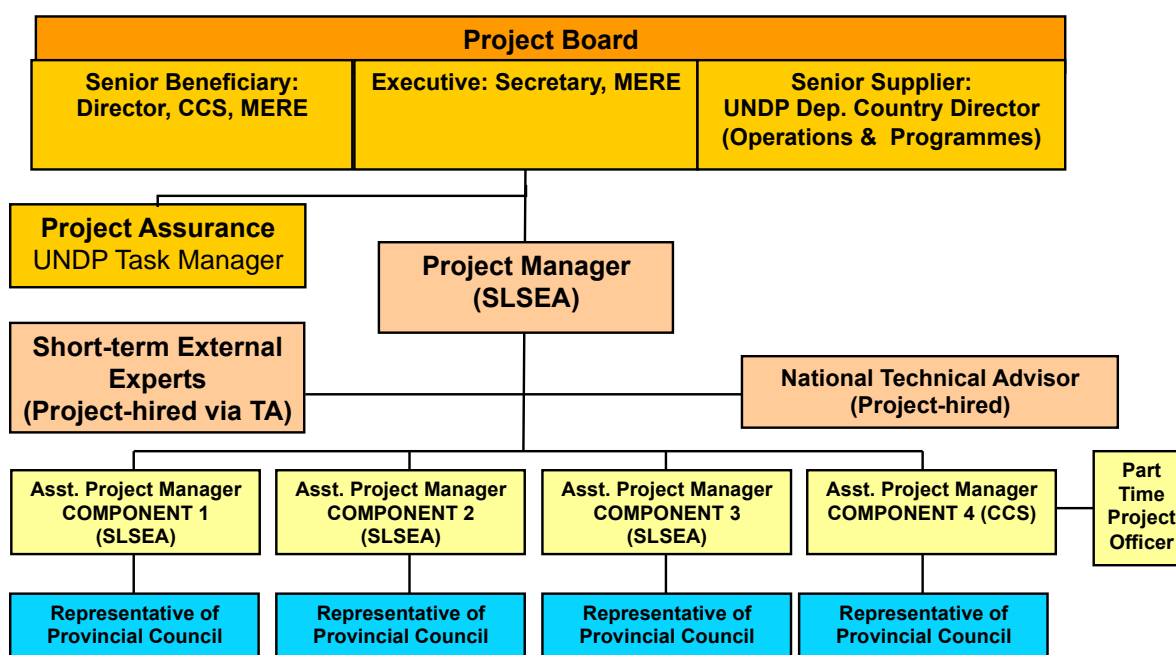 Project Board
Senior Beneficiary:
Director, CCS, MERE
Executive: Secretary, MERE
Senior Supplier:
UNDP Dep. Country Director
(Operations & Programmes)
Project Assurance
UNDP Task Manager
Project Manager
(SLSEA)
Short-term External
Experts
(Project-hired via TA)
National Technical Advisor
(Project-hired)
Asst. Project Manager
COMPONENT 1
(SLSEA)
Asst. Project Manager
COMPONENT 2
(SLSEA)
Asst. Project Manager
COMPONENT 3
(SLSEA)
Asst. Project Manager
COMPONENT 4 (CCS)
Part
Time
Project
Officer
Representative of
Provincial Council
Representative of
Provincial Council
Representative of
Provincial Council
Representative of
Provincial Council